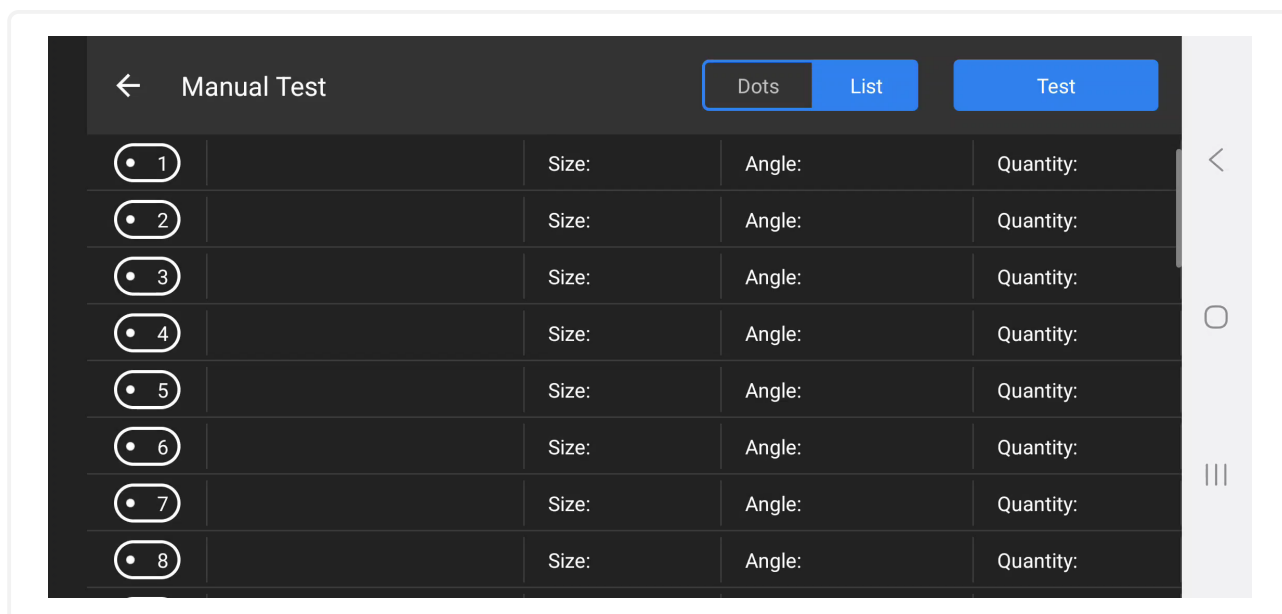 Manual Test Dots List Test
1 Size: Angle: Quantity:
2 Size: Angle: Quantity:
3 Size: Angle: Quantity:
4 Size: Angle: Quantity:
5 Size: Angle: Quantity:
6 Size: Angle: Quantity:
7 Size: Angle: Quantity:
8 Size: Angle: Quantity: